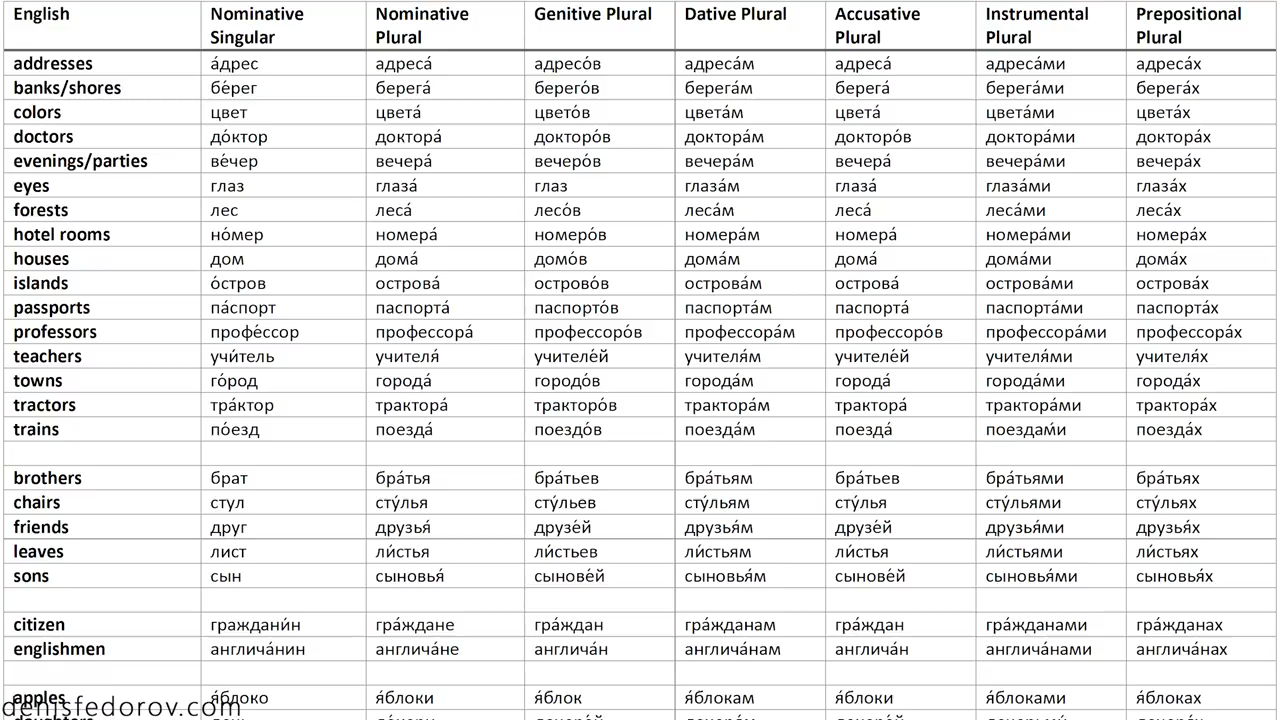 English Nominative Singular Nominative Plural Genitive Plural Dative Plural Accusative Plural Instrumental Plural Prepositional Plural
addresses а́дрес адреса́ адресо́в адреса́м адреса́ адреса́ми адреса́х
banks/shores бе́рег берега́ берего́в берега́м берега́ берега́ми берега́х
colors цвет цвета́ цвето́в цвета́м цвета́ цвета́ми цвета́х
doctors до́ктор доктора́ докторо́в доктора́м докторо́в доктора́ми доктора́х
evenings/parties ве́чер вечера́ вечеро́в вечера́м вечера́ вечера́ми вечера́х
eyes глаз глаза́ глаз глаза́м глаза́ глаза́ми глаза́х
forests лес леса́ лесо́в леса́м леса́ леса́ми леса́х
hotel rooms но́мер номера́ номеро́в номера́м номера́ номера́ми номера́х
houses дом дома́ домо́в дома́м дома́ дома́ми дома́х
islands о́стров острова́ острово́в острова́м острова́ острова́ми острова́х
passports па́спорт паспорта́ паспорто́в паспорта́м паспорта́ паспорта́ми паспорта́х
professors профе́ссор профессора́ профессоро́в профессора́м профессоро́в профессора́ми профессора́х
teachers учи́тель учителя́ учителе́й учителя́м учителе́й учителя́ми учителя́х
towns го́род города́ городо́в города́м города́ города́ми города́х
tractors тра́ктор трактора́ тракторо́в трактора́м трактора́ трактора́ми трактора́х
trains по́езд поезда́ поездо́в поезда́м поезда́ поездам́и поезда́х
brothers брат бра́тья бра́тьев бра́тьям бра́тьев бра́тьями бра́тьях
chairs стул сту́лья сту́льев сту́льям сту́лья сту́льями сту́льях
friends друг друзья́ друзе́й друзья́м друзе́й друзья́ми друзья́х
leaves лист ли́стья ли́стьев ли́стьям ли́стья ли́стьями ли́стьях
sons сын сыновья́ сынове́й сыновья́м сынове́й сыновья́ми сыновья́х
citizen граждани́н гра́ждане гра́ждан гра́жданам гра́ждан гра́жданами гра́жданах
englishmen англича́нин англича́не англича́н англича́нам англича́н англича́нами англича́нах
apples я́блоко я́блоки я́блок я́блокам я́блоки я́блоками я́блоках
denisfedorov.com